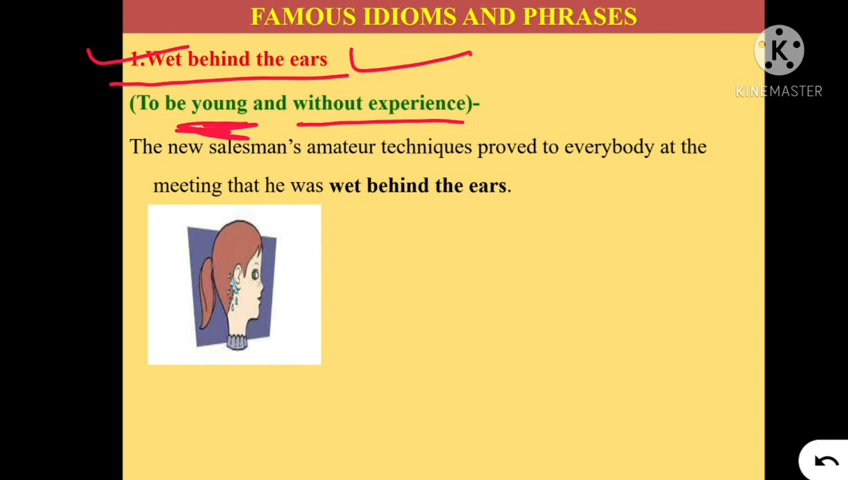 FAMOUS IDIOMS AND PHRASES
K
KINEMASTER
1.Wet behind the ears
(To be young and without experience)-
The new salesman's amateur techniques proved to everybody at the
meeting that he was wet behind the ears.